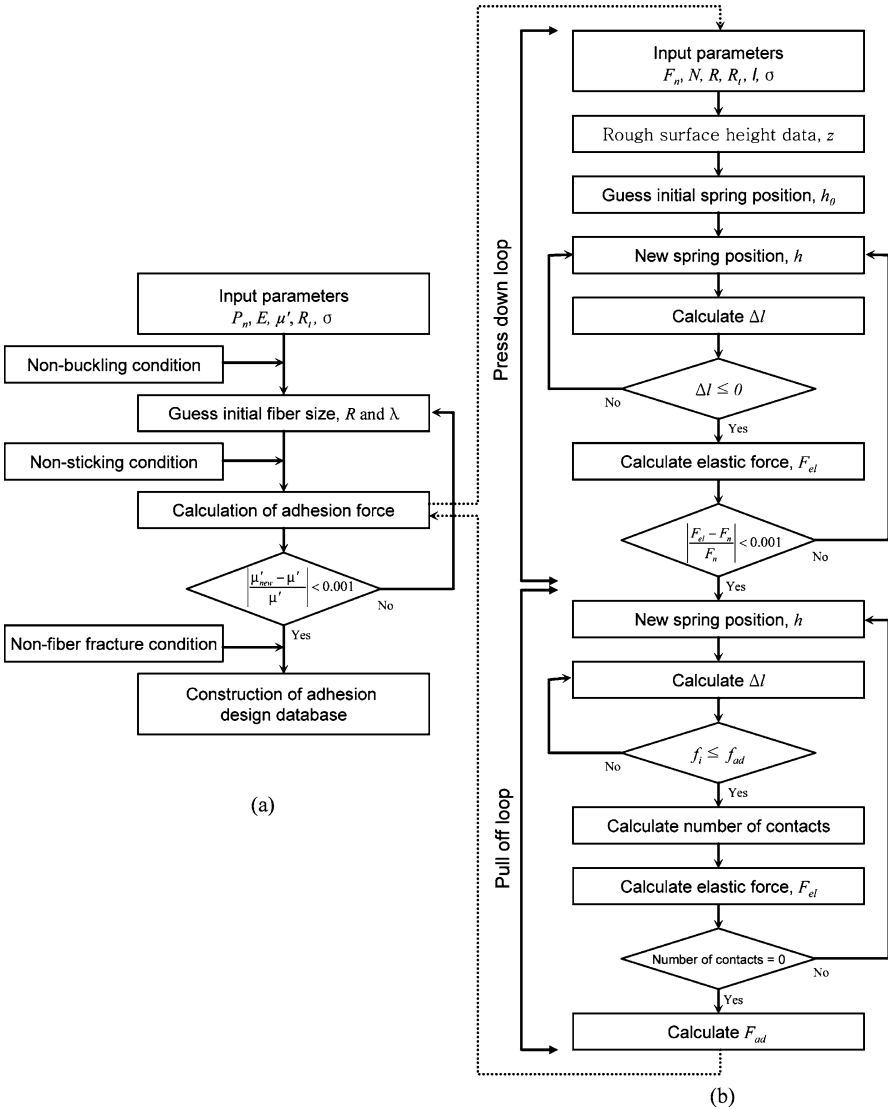 Input parameters
Pn, E, μ′, Rt, σ
Non-buckling condition
Guess initial fiber size, R and λ
Non-sticking condition
Calculation of adhesion force
|μ′new − μ′ / μ′| < 0.001
No
Yes
Non-fiber fracture condition
Construction of adhesion
design database
(a)
Press down loop
Input parameters
Fn, N, R, Rt, l, σ
Rough surface height data, z
Guess initial spring position, h0
New spring position, h
Calculate Δl
Δl ≤ 0
No
Yes
Calculate elastic force, Fel
|Fel − Fn / Fn| < 0.001
No
Yes
Pull off loop
New spring position, h
Calculate Δl
fi ≤ fad
No
Yes
Calculate number of contacts
Calculate elastic force, Fel
Number of contacts = 0
No
Yes
Calculate Fad
(b)